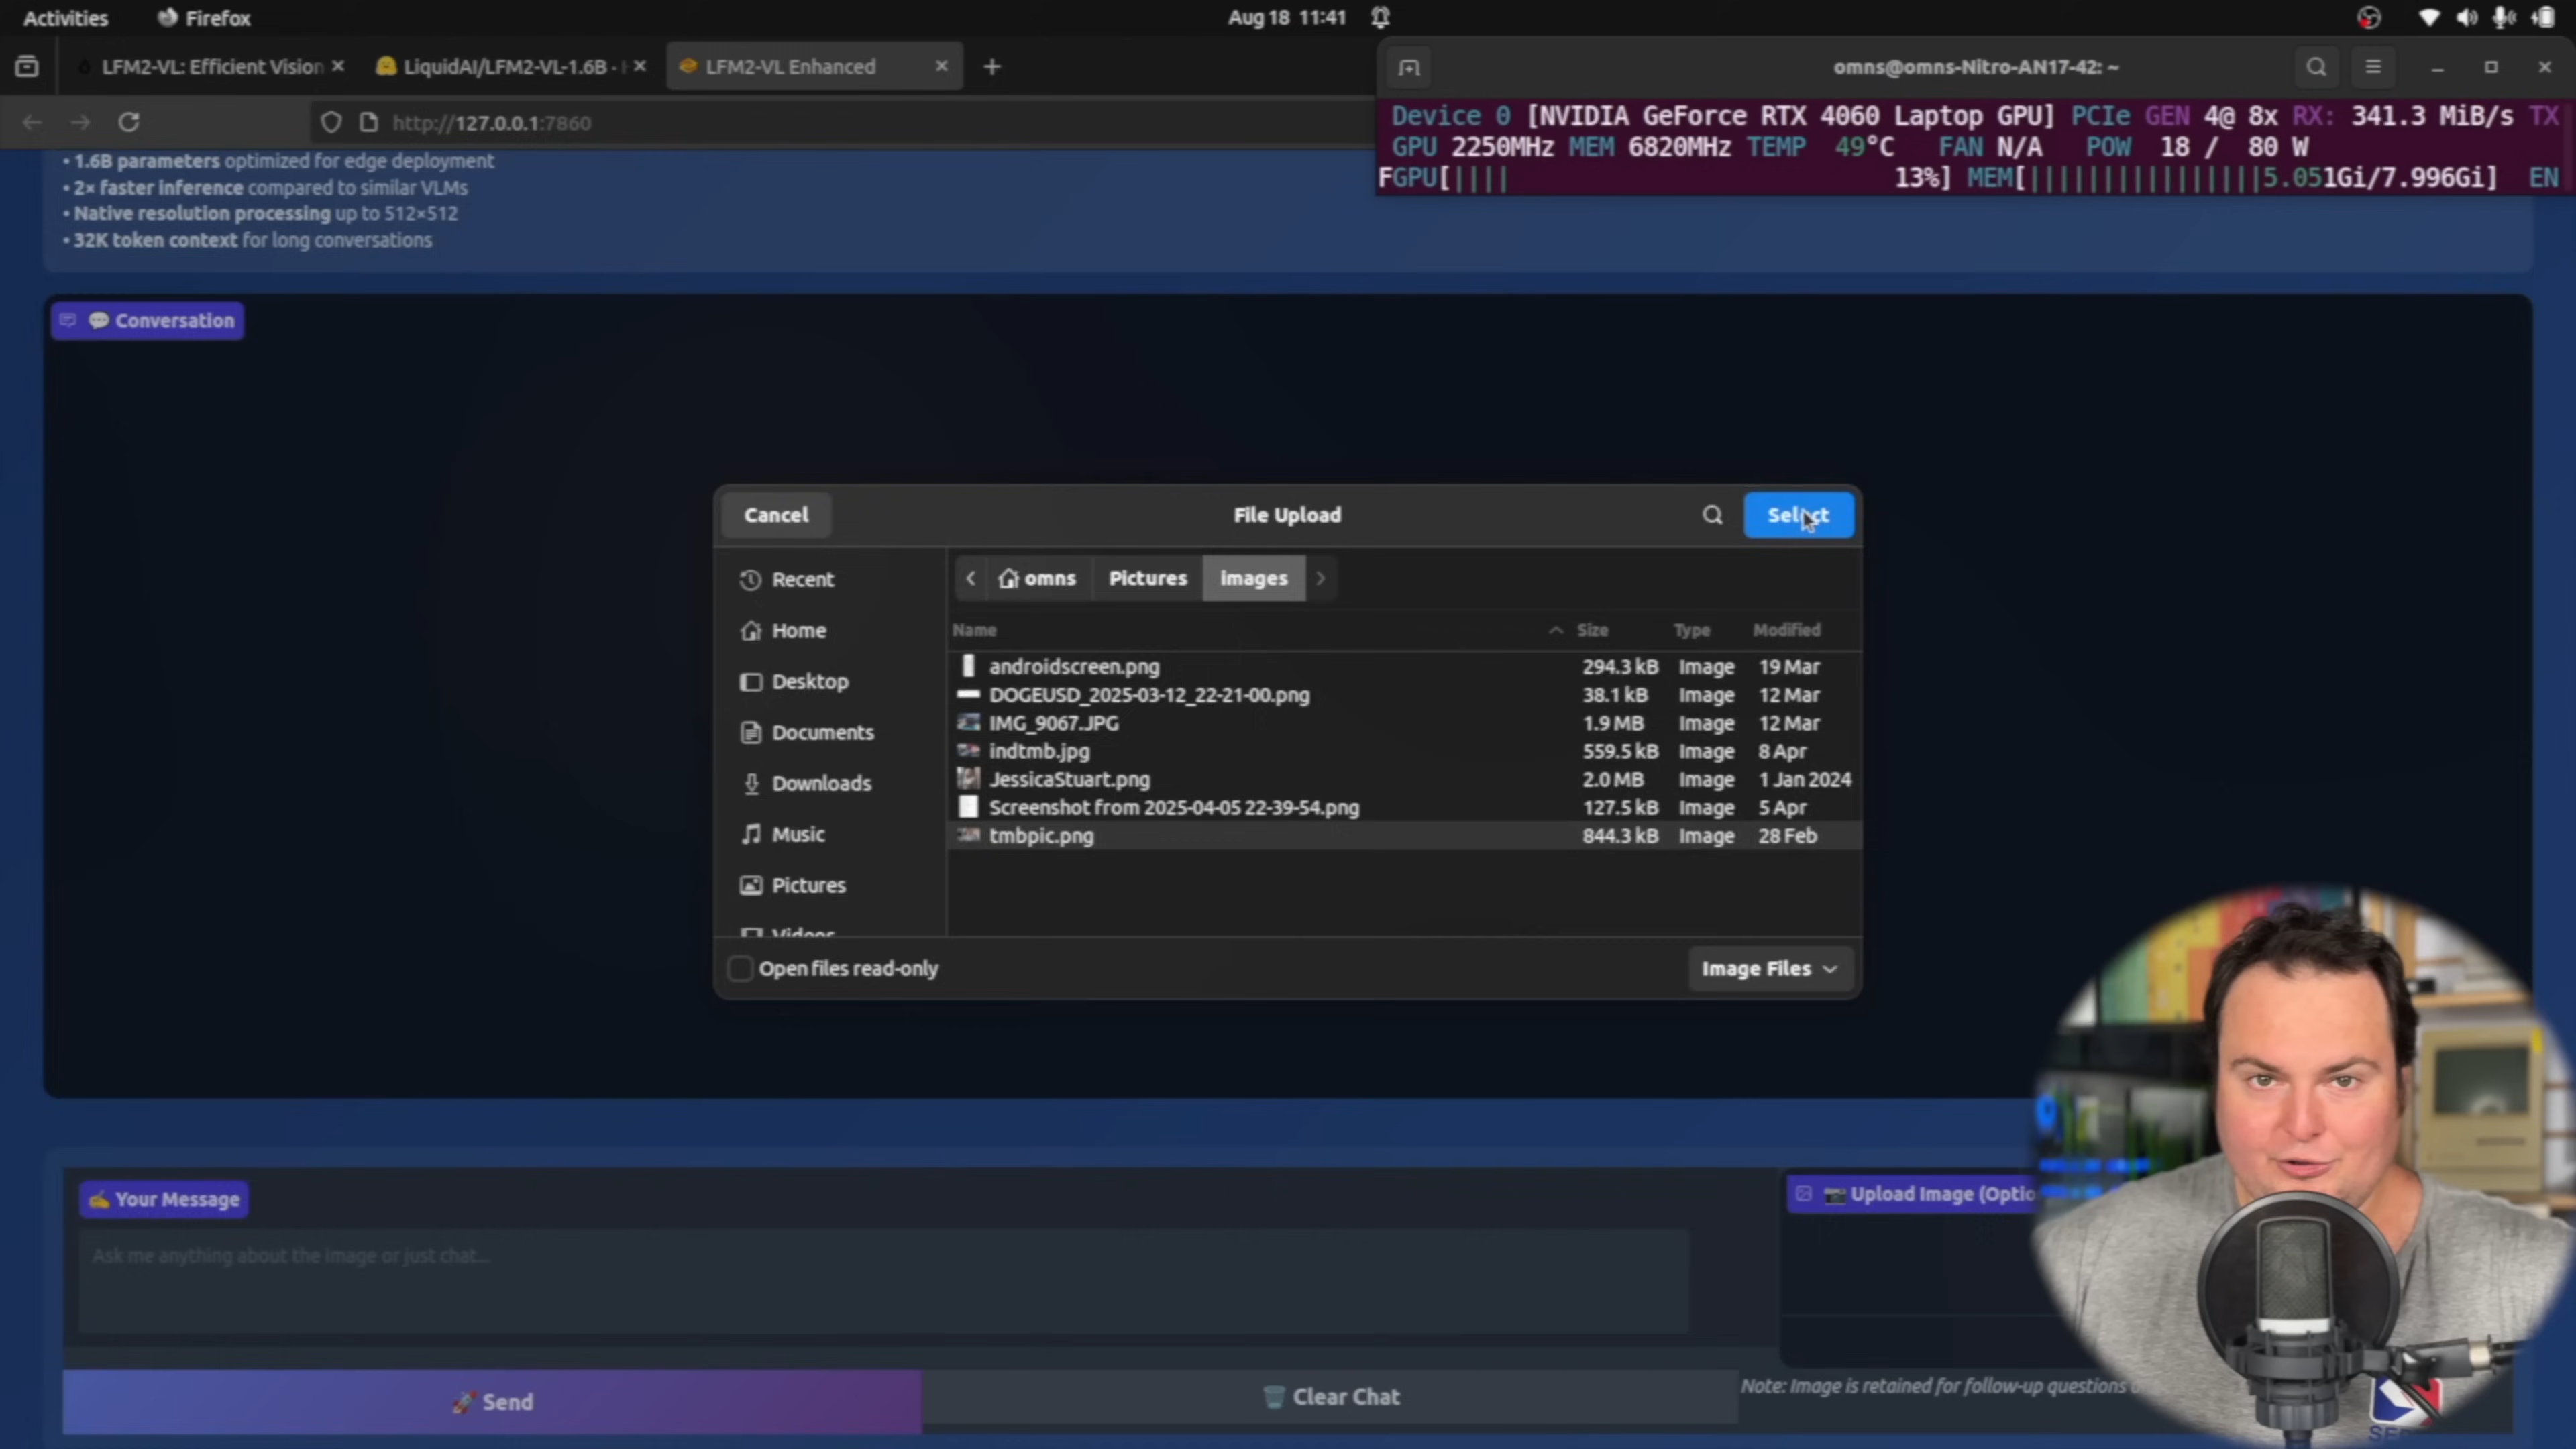 Activities Firefox Aug 18 11:41
LFM2-VL: Efficient Vision LiquidAI/LFM2-VL-1.6B - LFM2-VL Enhanced
omns@omns-Nitro-AN17-42: ~
http://127.0.0.1:7860
Device 0 [NVIDIA GeForce RTX 4060 Laptop GPU] PCIe GEN 4@ 8x RX: 341.3 MiB/s TX
GPU 2250MHz MEM 6820MHz TEMP 49°C FAN N/A POW 18 / 80 W
FGPU[|||| 13%] MEM[||||||||||||||||5.051Gi/7.996Gi] EN
• 1.6B parameters optimized for edge deployment
• 2× faster inference compared to similar VLMs
• Native resolution processing up to 512×512
• 32K token context for long conversations
💬 Conversation
Cancel File Upload Select
omns Pictures images
Recent
Home
Desktop
Documents
Downloads
Music
Pictures
Videos
Name Size Type Modified
androidscreen.png 294.3 kB Image 19 Mar
DOGEUSD_2025-03-12_22-21-00.png 38.1 kB Image 12 Mar
IMG_9067.JPG 1.9 MB Image 12 Mar
indtmb.jpg 559.5 kB Image 8 Apr
JessicaStuart.png 2.0 MB Image 1 Jan 2024
Screenshot from 2025-04-05 22-39-54.png 127.5 kB Image 5 Apr
tmbpic.png 844.3 kB Image 28 Feb
Open files read-only Image Files
✍️ Your Message
Ask me anything about the image or just chat...
📷 Upload Image (Optio
🚀 Send 🗑️ Clear Chat
Note: Image is retained for follow-up questions